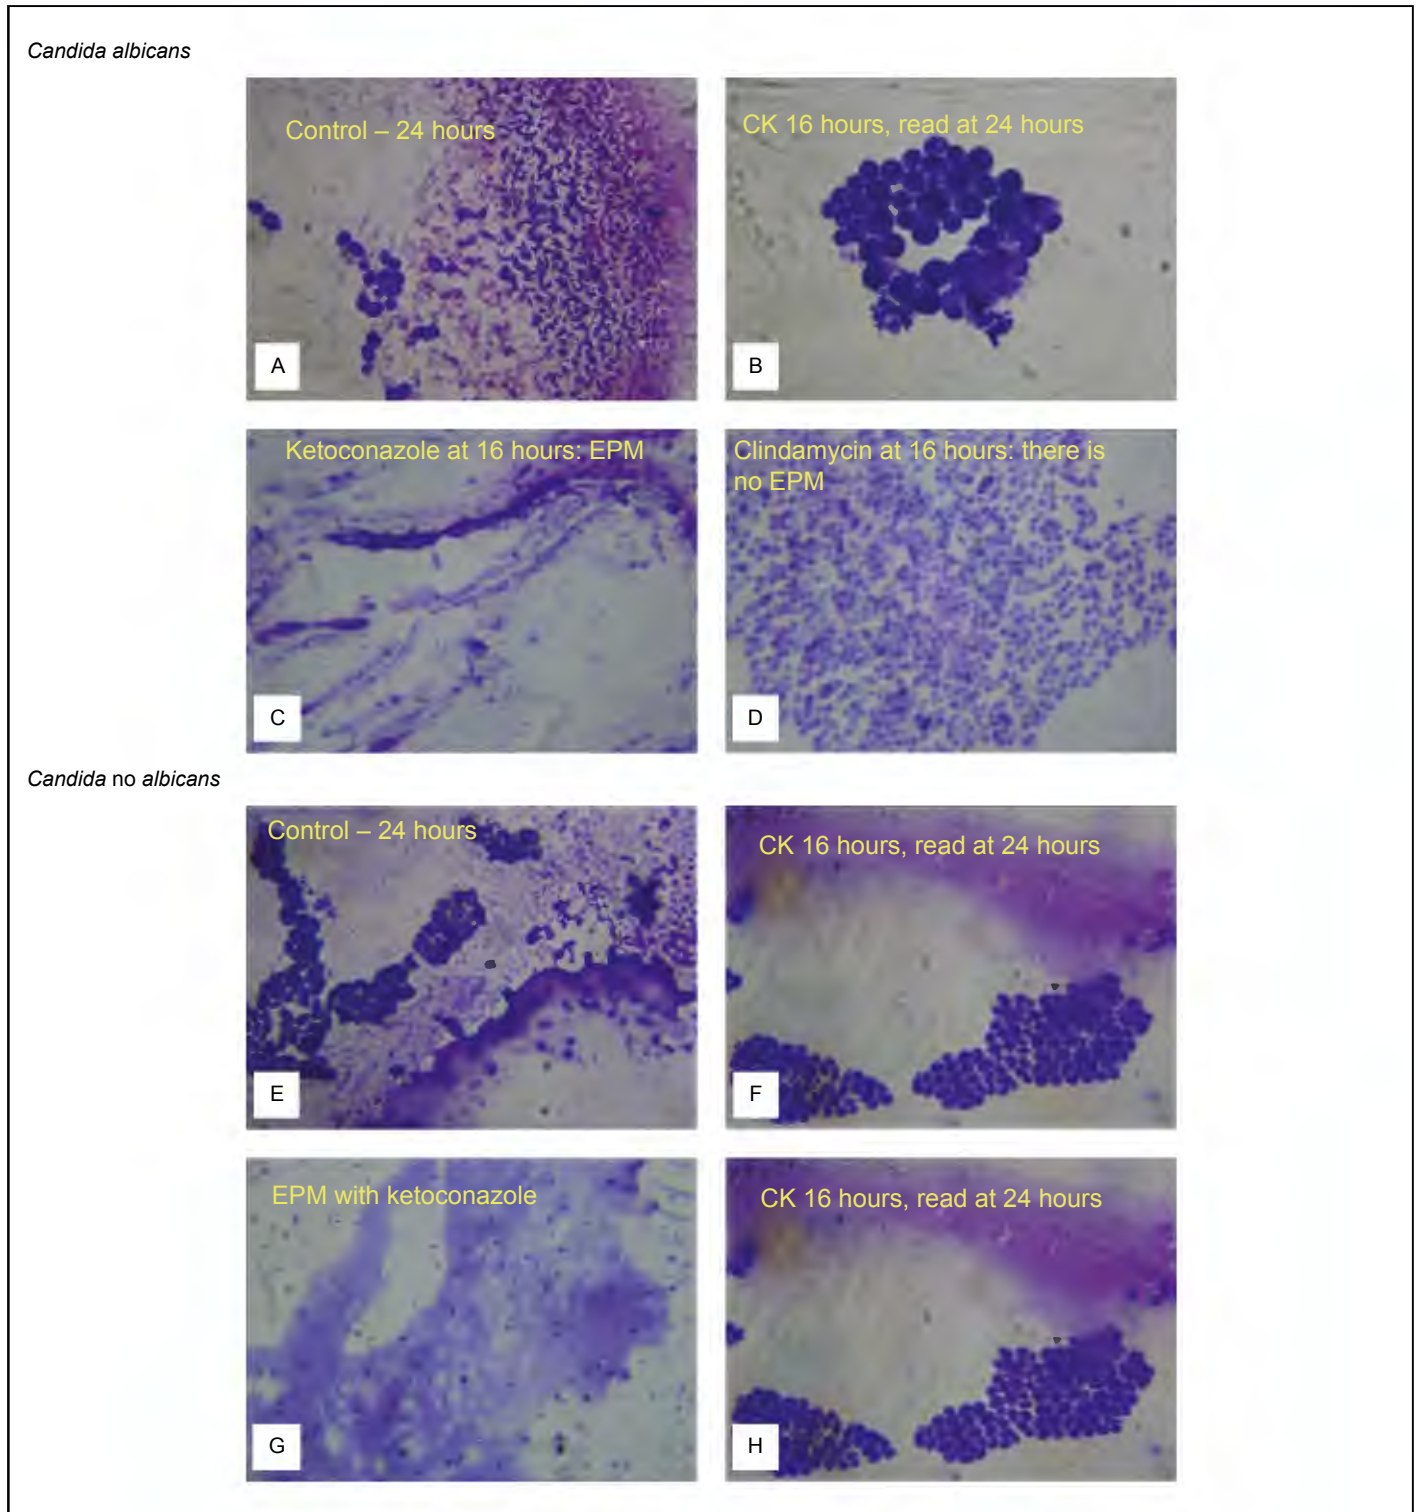 Candida albicans
Control – 24 hours
CK 16 hours, read at 24 hours
A
B
Ketoconazole at 16 hours: EPM
Clindamycin at 16 hours: there is
no EPM
C
D
Candida no albicans
Control – 24 hours
CK 16 hours, read at 24 hours
E
F
EPM with ketoconazole
CK 16 hours, read at 24 hours
G
H